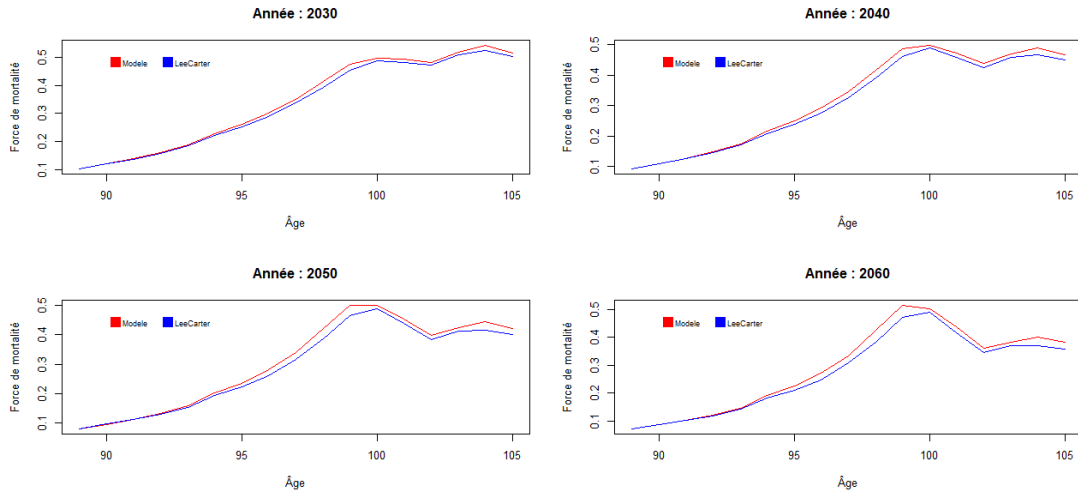 Année : 2030
Force de mortalité
0.5
0.4
0.3
0.2
0.1
Modele
LeeCarter
90
95
100
105
Âge
Année : 2040
Force de mortalité
0.5
0.4
0.3
0.2
0.1
Modele
LeeCarter
90
95
100
105
Âge
Année : 2050
Force de mortalité
0.5
0.4
0.3
0.2
0.1
Modele
LeeCarter
90
95
100
105
Âge
Année : 2060
Force de mortalité
0.5
0.4
0.3
0.2
0.1
Modele
LeeCarter
90
95
100
105
Âge